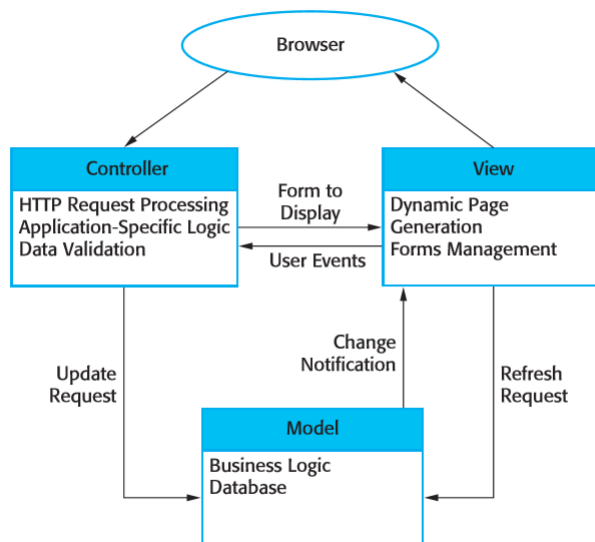 Browser
Controller
HTTP Request Processing
Application-Specific Logic
Data Validation
Form to
Display
User Events
View
Dynamic Page
Generation
Forms Management
Update
Request
Change
Notification
Refresh
Request
Model
Business Logic
Database